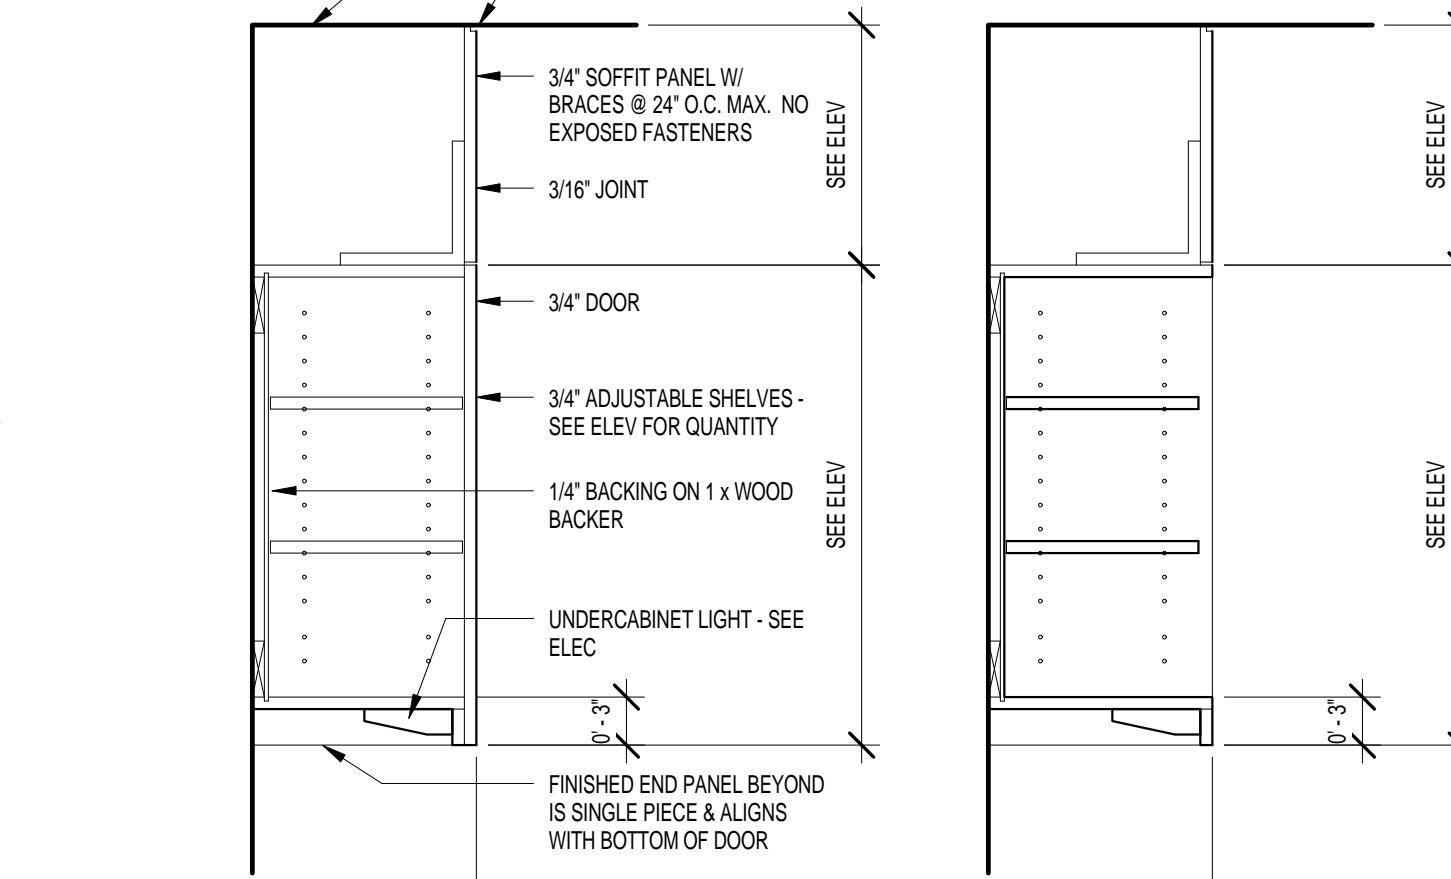 3/4" SOFFIT PANEL W/
BRACES @ 24" O.C. MAX.  NO
EXPOSED FASTENERS
3/16" JOINT
SEE ELEV
3/4" DOOR
3/4" ADJUSTABLE SHELVES -
SEE ELEV FOR QUANTITY
1/4" BACKING ON 1 x WOOD
BACKER
SEE ELEV
UNDERCABINET LIGHT - SEE
ELEC
0' - 3"
FINISHED END PANEL BEYOND
IS SINGLE PIECE & ALIGNS
WITH BOTTOM OF DOOR
SEE ELEV
SEE ELEV
0' - 3"